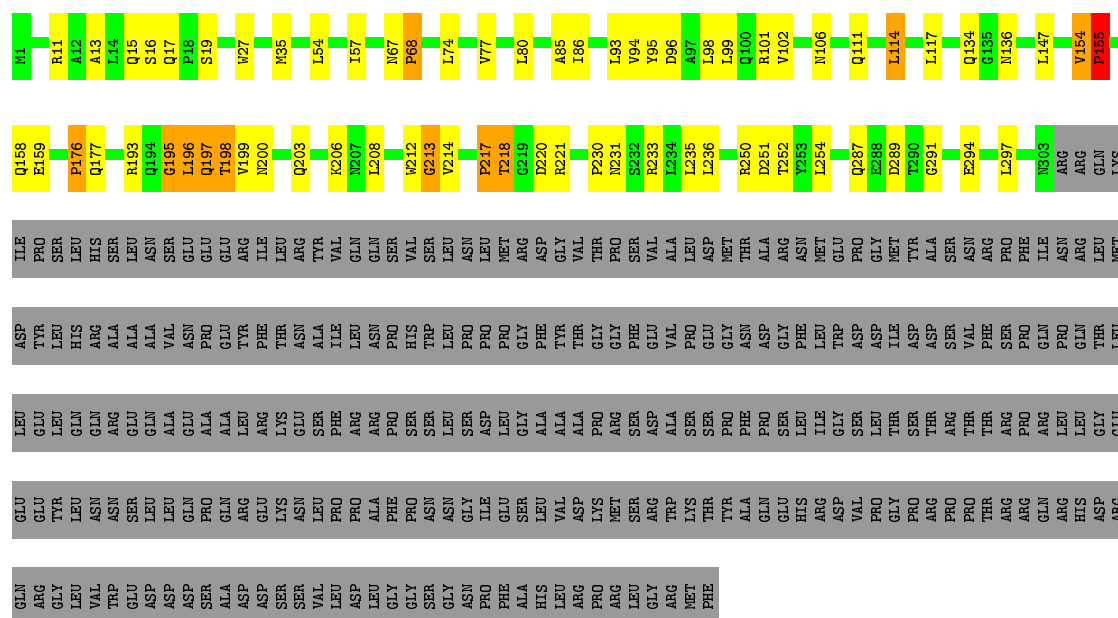 M1 R11 A12 A13 L14 Q15 S16 Q17 P18 S19 W27 M35 L54 I57 N67 P68 L74 V77 L80 A85 I86 L93 V94 Y95 D96 A97 L98 L99 Q100 R101 V102 N106 Q111 L114 L117 Q134 G135 N136 L147 V154 P155
Q158 E159 P176 Q177 R193 Q194 G195 L196 Q197 T198 V199 N200 Q203 K206 N207 L208 W212 G213 V214 P217 T218 G219 D220 R221 P230 N231 S232 R233 L234 L235 L236 R250 D251 T252 Y253 L254 Q287 E288 D289 T290 G291 E294 L297 N303 ARG ARG GLN LYS
ILE PRO SER LEU HIS SER LEU ASN SER GLU GLU GLU ARG ILE LEU ARG TYR VAL GLN GLN SER VAL SER LEU ASN LEU MET ARG ASP GLY VAL THR PRO SER VAL ALA LEU ASP MET THR ALA ARG ASN MET GLU PRO GLY MET TYR ALA SER ASN ARG PRO PHE ILE ASN ARG LEU MET
ASP TYR LEU HIS ARG ALA ALA ALA VAL ASN PRO GLU TYR PHE THR ASN ALA ILE LEU ASN PRO HIS TRP LEU PRO PRO PRO GLY PHE TYR THR GLY GLY PHE GLU VAL PRO GLU GLY ASN ASP GLY PHE LEU TRP ASP ASP ILE ASP ASP SER VAL PHE SER PRO GLN PRO GLN THR LEU
LEU GLU LEU GLN GLN ARG GLU GLN ALA GLU ALA ALA LEU ARG LYS GLU SER PHE ARG ARG PRO SER SER LEU SER ASP LEU GLY ALA ALA ALA PRO ARG SER ASP ALA SER SER PRO PHE PRO SER LEU ILE GLY SER LEU THR SER THR ARG THR THR ARG PRO ARG LEU LEU GLY GLU
GLU GLU TYR LEU ASN ASN SER LEU LEU GLN PRO GLN ARG GLU LYS ASN LEU PRO PRO ALA PHE PRO ASN ASN GLY ILE GLU SER LEU VAL ASP LYS MET SER ARG TRP LYS THR TYR ALA GLN GLU HIS ARG ASP VAL PRO GLY PRO ARG PRO PRO THR ARG ARG GLN ARG HIS ASP ARG
GLN ARG GLY LEU VAL TRP GLU ASP ASP SER ALA ASP ASP SER SER VAL LEU ASP LEU GLY GLY SER GLY ASN PRO PHE ALA HIS LEU ARG PRO ARG LEU GLY ARG MET PHE